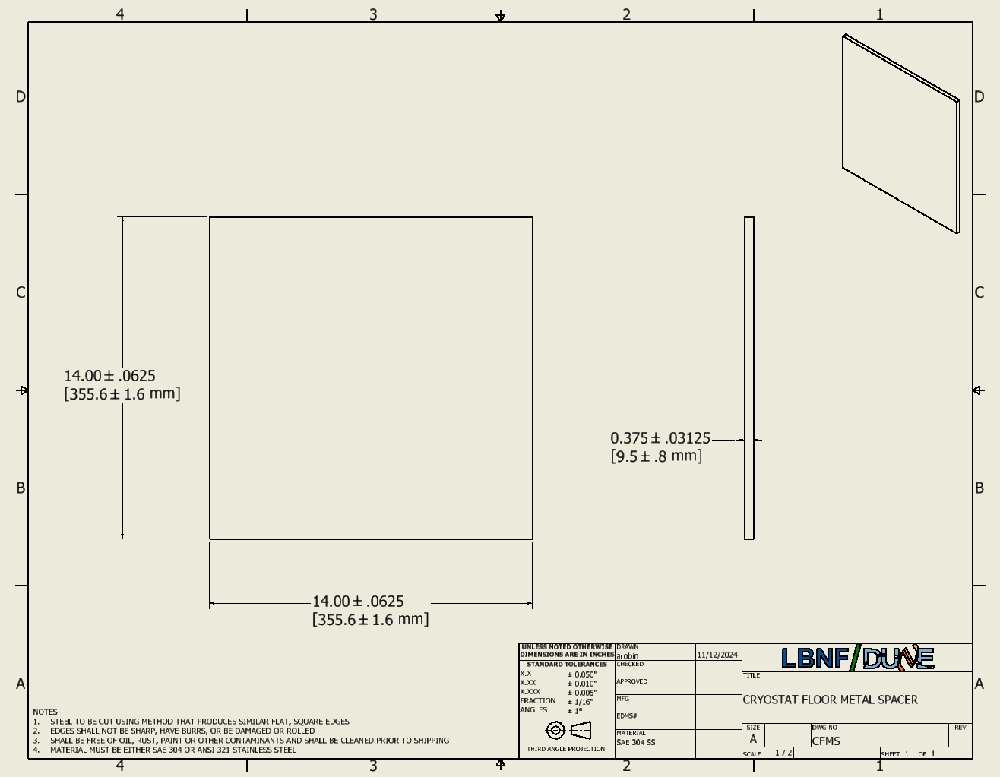 4 3 2 1
D D
C C
14.00 ± .0625
[355.6 ± 1.6 mm]
0.375 ± .03125
[9.5 ± .8 mm]
B B
14.00 ± .0625
[355.6 ± 1.6 mm]
A A
NOTES:
1. STEEL TO BE CUT USING METHOD THAT PRODUCES SIMILAR FLAT, SQUARE EDGES
2. EDGES SHALL NOT BE SHARP, HAVE BURRS, OR BE DAMAGED OR ROLLED
3. SHALL BE FREE OF OIL, RUST, PAINT OR OTHER CONTAMINANTS AND SHALL BE CLEANED PRIOR TO SHIPPING
4. MATERIAL MUST BE EITHER SAE 304 OR ANSI 321 STAINLESS STEEL
UNLESS NOTED OTHERWISE
DIMENSIONS ARE IN INCHES
STANDARD TOLERANCES
X.X ± 0.050"
X.XX ± 0.010"
X.XXX ± 0.005"
FRACTION ± 1/16"
ANGLES ± 1°
THIRD ANGLE PROJECTION
DRAWN
arobin 11/12/2024
CHECKED
APPROVED
MFG
EDMS#
MATERIAL
SAE 304 SS
LBNF/DUNE
TITLE
CRYOSTAT FLOOR METAL SPACER
SIZE
A
DWG NO
CFMS
REV
SCALE 1 / 2
SHEET 1 OF 1
4 3 2 1